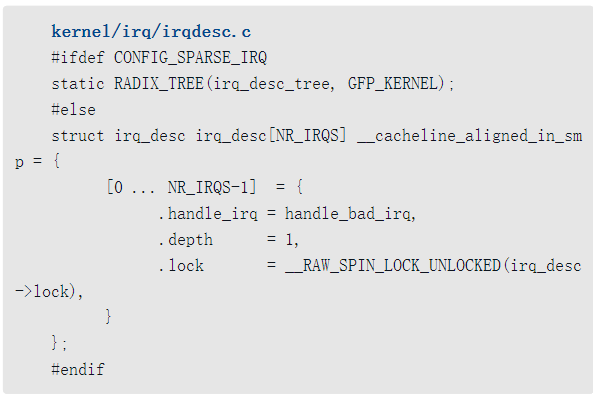 kernel/irq/irqdesc.c
#ifdef CONFIG_SPARSE_IRQ
static RADIX_TREE(irq_desc_tree, GFP_KERNEL);
#else
struct irq_desc irq_desc[NR_IRQS] __cacheline_aligned_in_sm
p = {
[0 ... NR_IRQS-1] = {
.handle_irq = handle_bad_irq,
.depth = 1,
.lock = __RAW_SPIN_LOCK_UNLOCKED(irq_desc
->lock),
}
};
#endif